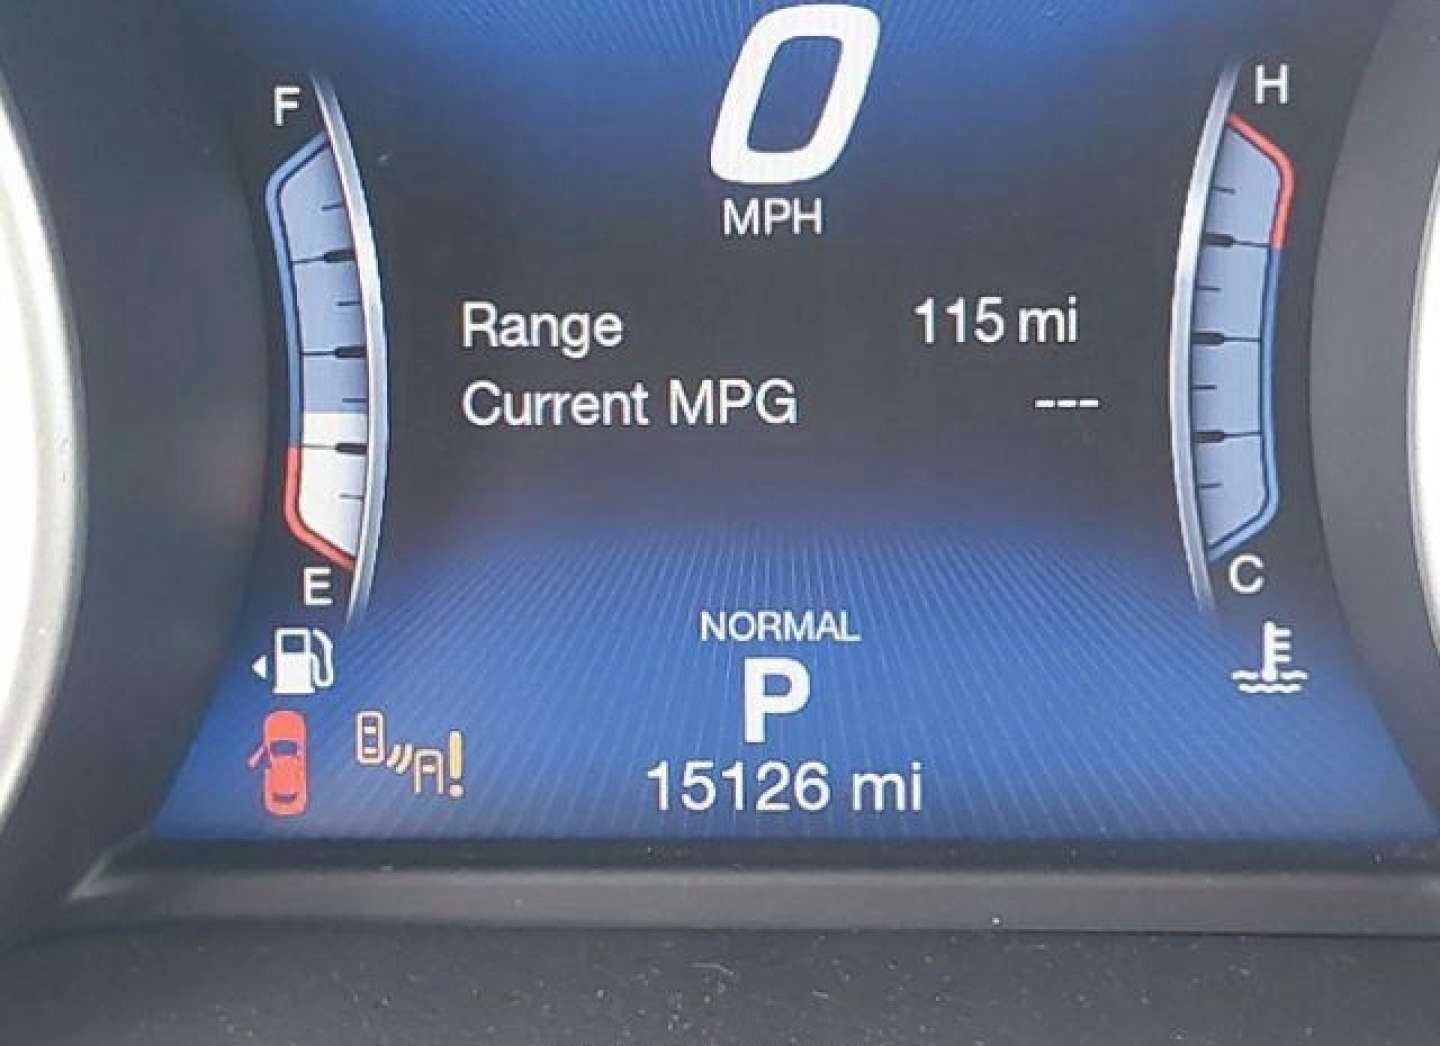 0
MPH
F
H
Range 115 mi
Current MPG ---
E
C
NORMAL
P
15126 mi